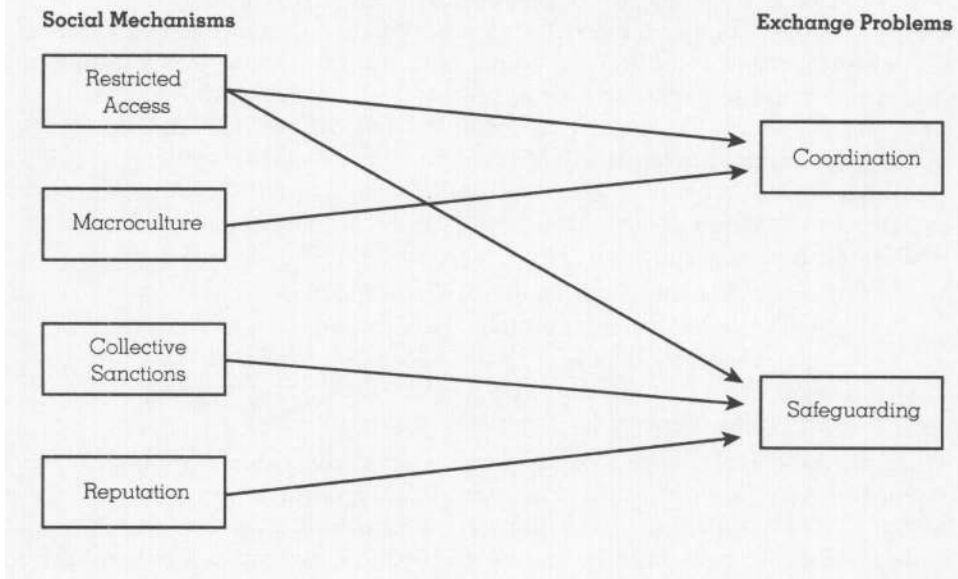 Social Mechanisms
Exchange Problems
Restricted
Access
Coordination
Macroculture
Collective
Sanctions
Safeguarding
Reputation